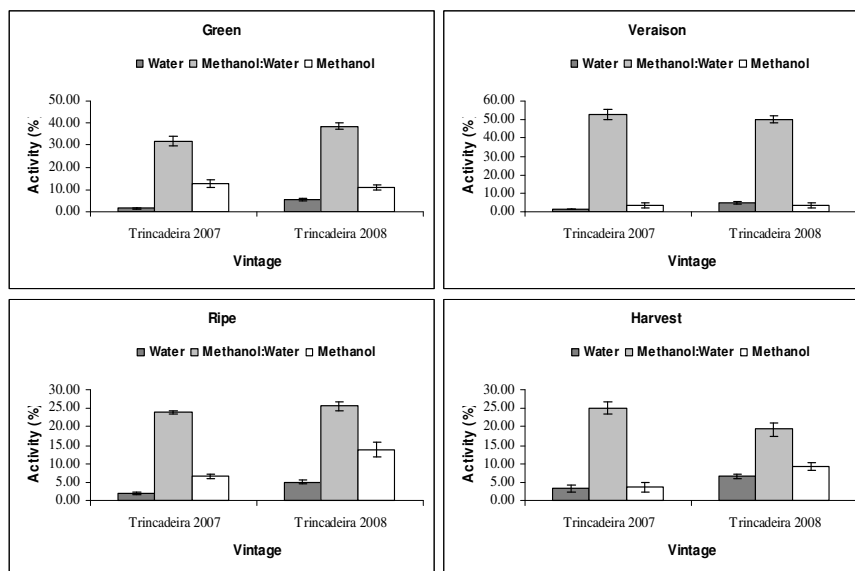 Green
Water Methanol:Water Methanol
50.00
40.00
30.00
20.00
10.00
0.00
Activity (%)
Trincadeira 2007 Trincadeira 2008
Vintage
Veraison
Water Methanol:Water Methanol
60.00
50.00
40.00
30.00
20.00
10.00
0.00
Activity (%)
Trincadeira 2007 Trincadeira 2008
Vintage
Ripe
Water Methanol:Water Methanol
30.00
25.00
20.00
15.00
10.00
5.00
0.00
Activity (%)
Trincadeira 2007 Trincadeira 2008
Vintage
Harvest
Water Methanol:Water Methanol
30.00
25.00
20.00
15.00
10.00
5.00
0.00
Activity (%)
Trincadeira 2007 Trincadeira 2008
Vintage